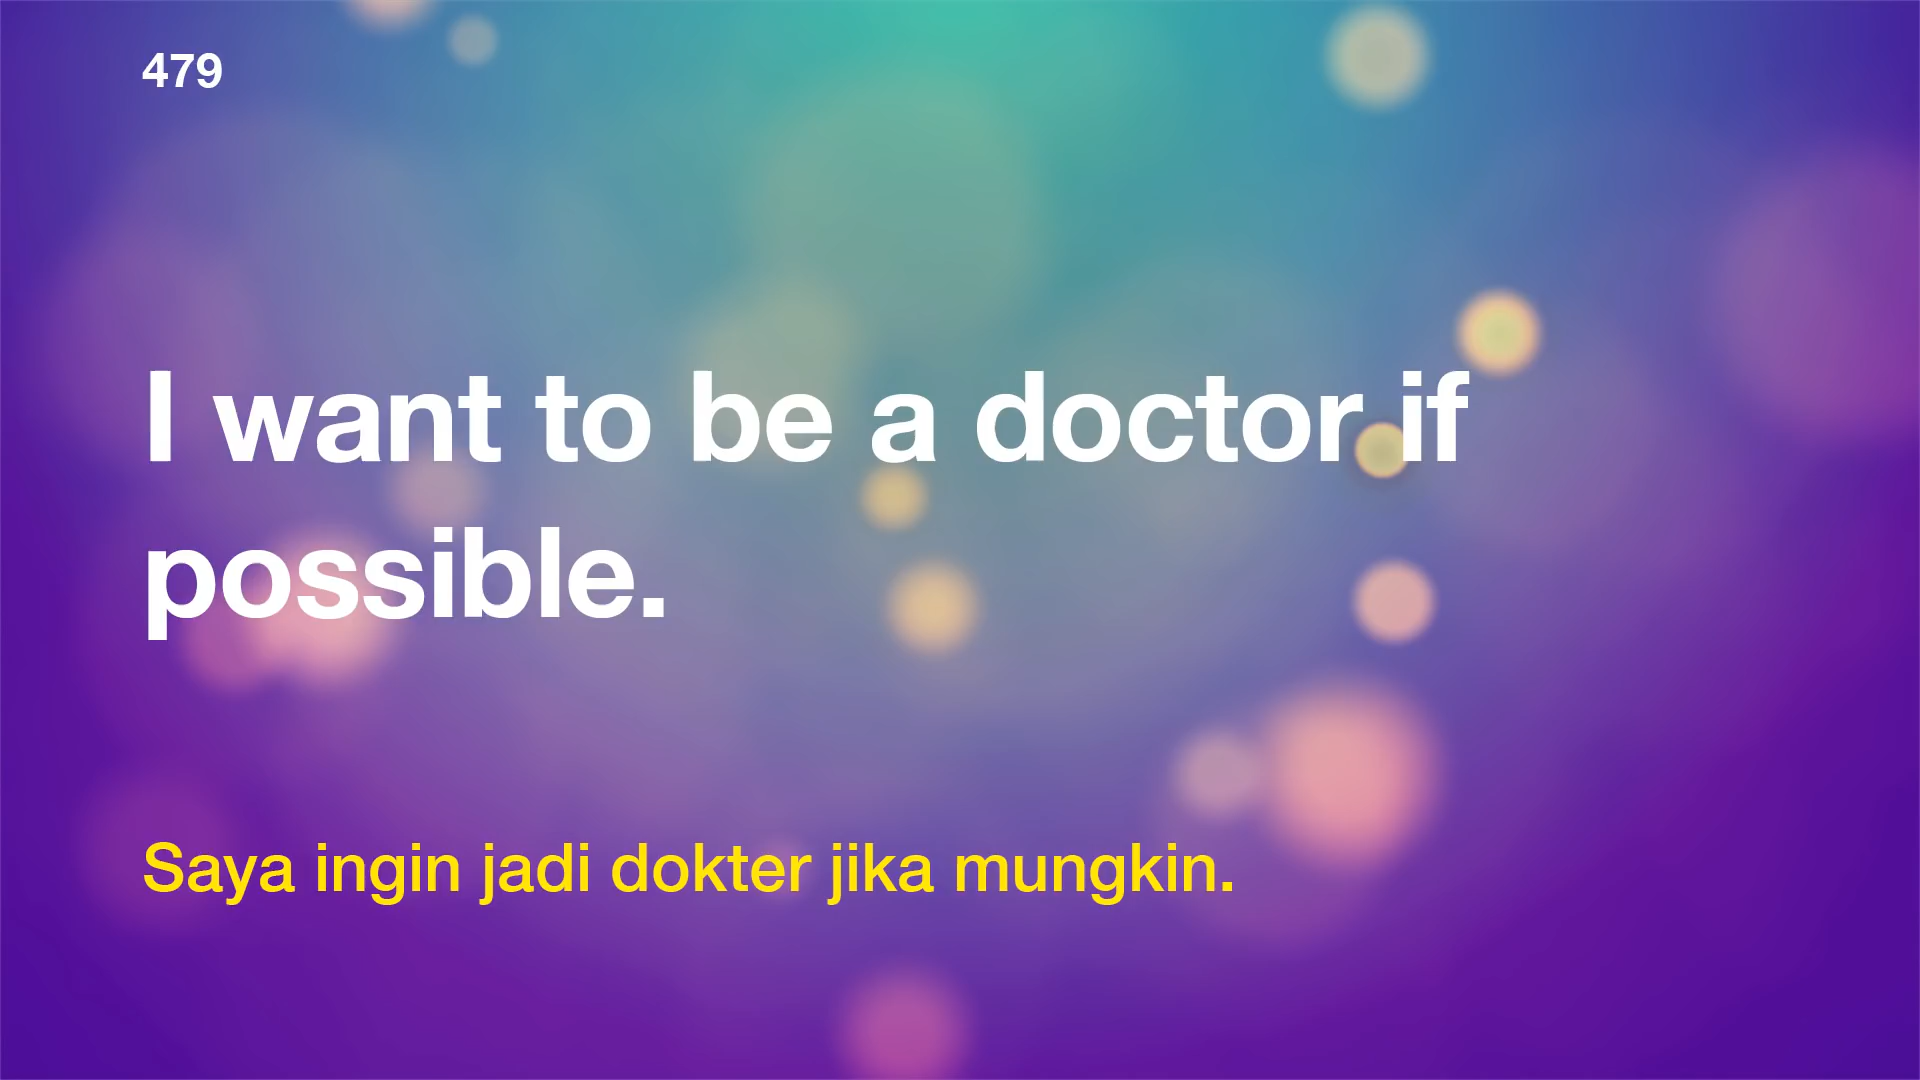 479
I want to be a doctor if
possible.
Saya ingin jadi dokter jika mungkin.